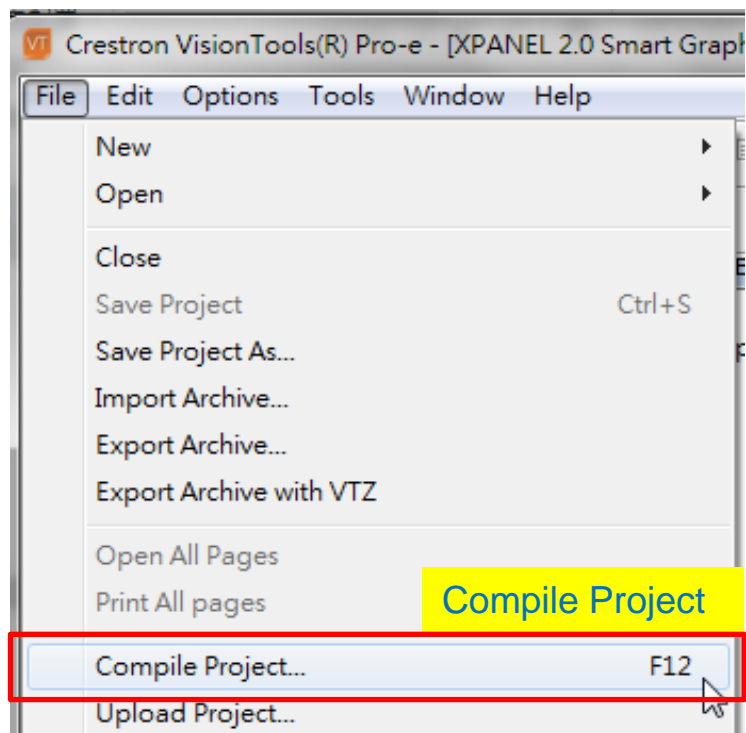 VT Crestron VisionTools(R) Pro-e - [XPANEL 2.0 Smart Graph
File Edit Options Tools Window Help
New
Open
Close
Save Project Ctrl+S
Save Project As...
Import Archive...
Export Archive...
Export Archive with VTZ
Open All Pages
Print All pages
Compile Project
Compile Project... F12
Upload Project...